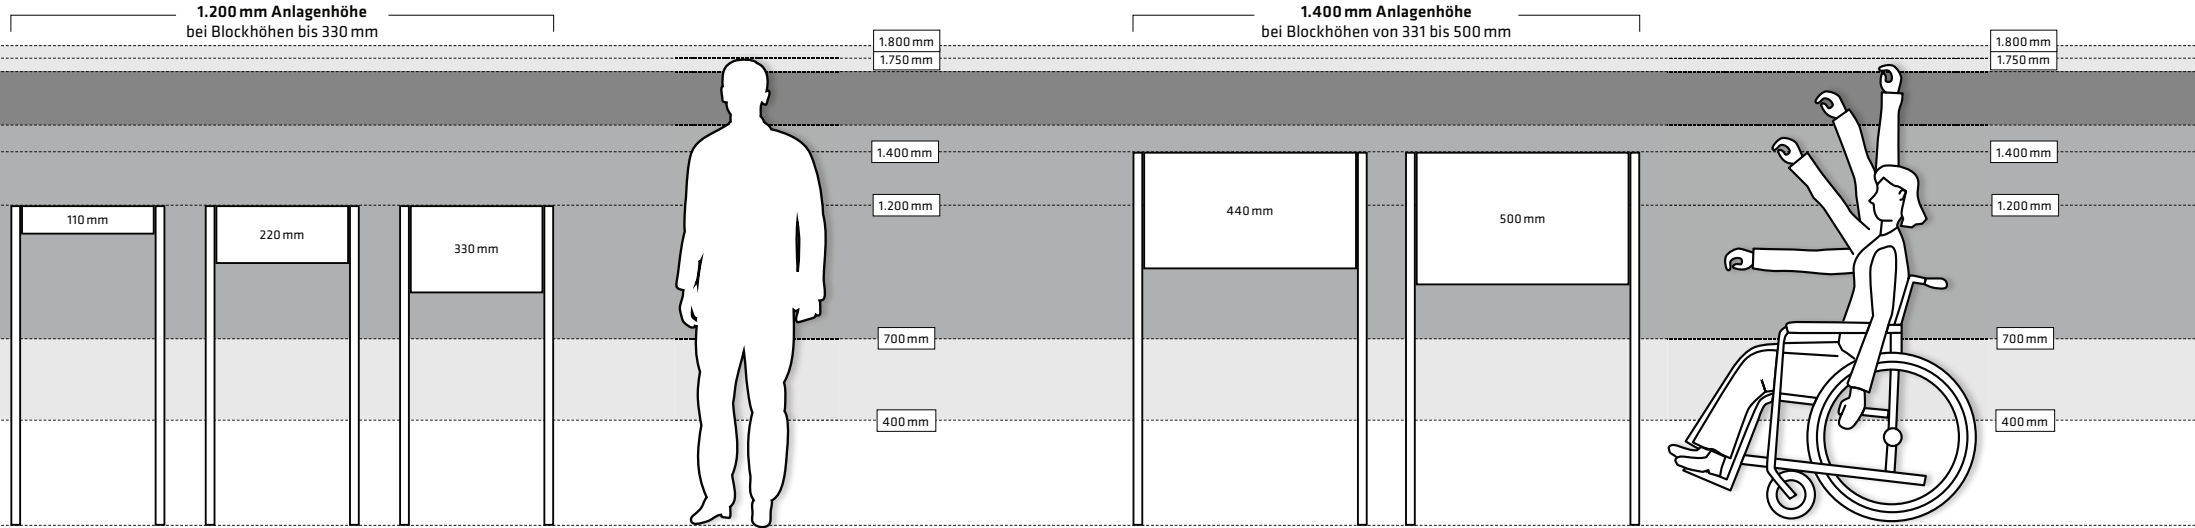 1.200 mm Anlagenhöhe
bei Blockhöhen bis 330 mm
1.400 mm Anlagenhöhe
bei Blockhöhen von 331 bis 500 mm
1.800 mm
1.750 mm
1.400 mm
1.200 mm
700 mm
400 mm
110 mm
220 mm
330 mm
440 mm
500 mm
1.800 mm
1.750 mm
1.400 mm
1.200 mm
700 mm
400 mm